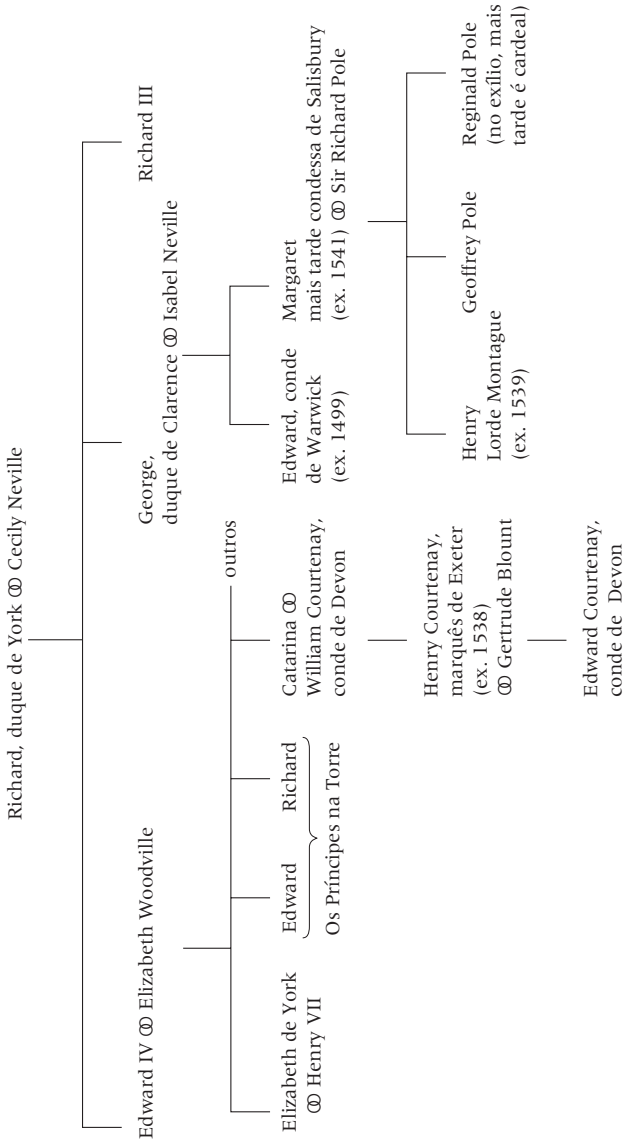 Richard, duque de York ⚭ Cecily Neville
Edward IV ⚭ Elizabeth Woodville
George,
duque de Clarence ⚭ Isabel Neville
Richard III
Elizabeth de York
⚭ Henry VII
Edward
Richard
Os Príncipes na Torre
outros
Catarina ⚭
William Courtenay,
conde de Devon
Edward, conde
de Warwick
(ex. 1499)
Margaret
mais tarde condessa de Salisbury
(ex. 1541) ⚭ Sir Richard Pole
Henry Courtenay,
marquês de Exeter
(ex. 1538)
⚭ Gertrude Blount
Henry
Lorde Montague
(ex. 1539)
Geoffrey Pole
Reginald Pole
(no exílio, mais
tarde é cardeal)
Edward Courtenay,
conde de Devon